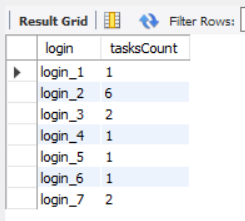 Result Grid Filter Rows:
login tasksCount
login_1 1
login_2 6
login_3 2
login_4 1
login_5 1
login_6 1
login_7 2